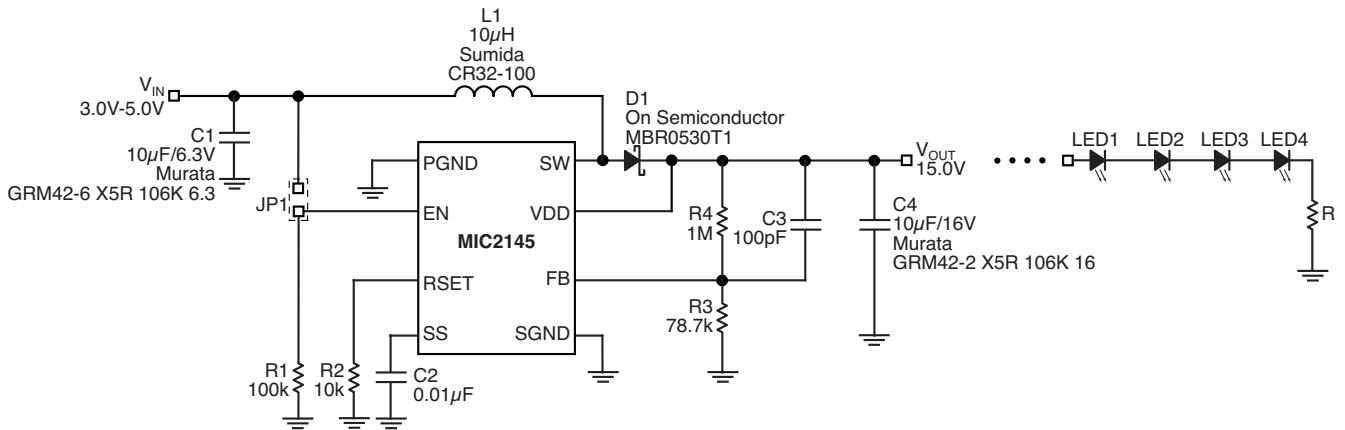 L1
10µH
Sumida
CR32-100
VIN
3.0V-5.0V
C1
10µF/6.3V
Murata
GRM42-6 X5R 106K 6.3
JP1
D1
On Semiconductor
MBR0530T1
PGND
SW
EN
VDD
MIC2145
RSET
FB
SS
SGND
R4
1M
C3
100pF
C4
10µF/16V
Murata
GRM42-2 X5R 106K 16
VOUT
15.0V
LED1
LED2
LED3
LED4
R
R3
78.7k
R1
100k
R2
10k
C2
0.01µF